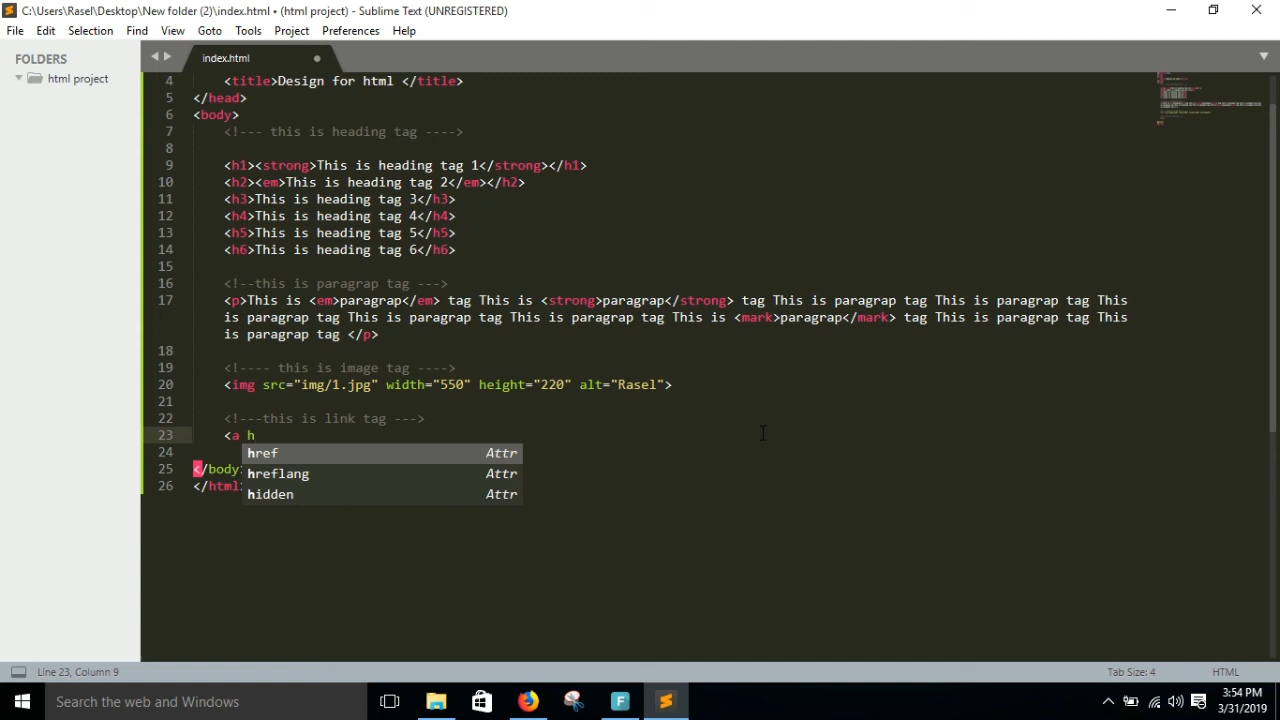 C:\Users\Rasel\Desktop\New folder (2)\index.html • (html project) - Sublime Text (UNREGISTERED)
File Edit Selection Find View Goto Tools Project Preferences Help
FOLDERS
html project
index.html
4 <title>Design for html </title>
5 </head>
6 <body>
7 <!--- this is heading tag ---->
8
9 <h1><strong>This is heading tag 1</strong></h1>
10 <h2><em>This is heading tag 2</em></h2>
11 <h3>This is heading tag 3</h3>
12 <h4>This is heading tag 4</h4>
13 <h5>This is heading tag 5</h5>
14 <h6>This is heading tag 6</h6>
15
16 <!--this is paragrap tag --->
17 <p>This is <em>paragrap</em> tag This is <strong>paragrap</strong> tag This is paragrap tag This is paragrap tag This
is paragrap tag This is paragrap tag This is paragrap tag This is <mark>paragrap</mark> tag This is paragrap tag This
is paragrap tag </p>
18
19 <!---- this is image tag ---->
20 <img src="img/1.jpg" width="550" height="220" alt="Rasel">
21
22 <!---this is link tag --->
23 <a h
href Attr
24
hreflang Attr
25 </body
hidden Attr
26 </html
Line 23, Column 9
Tab Size: 4
HTML
Search the web and Windows
3:54 PM
3/31/2019